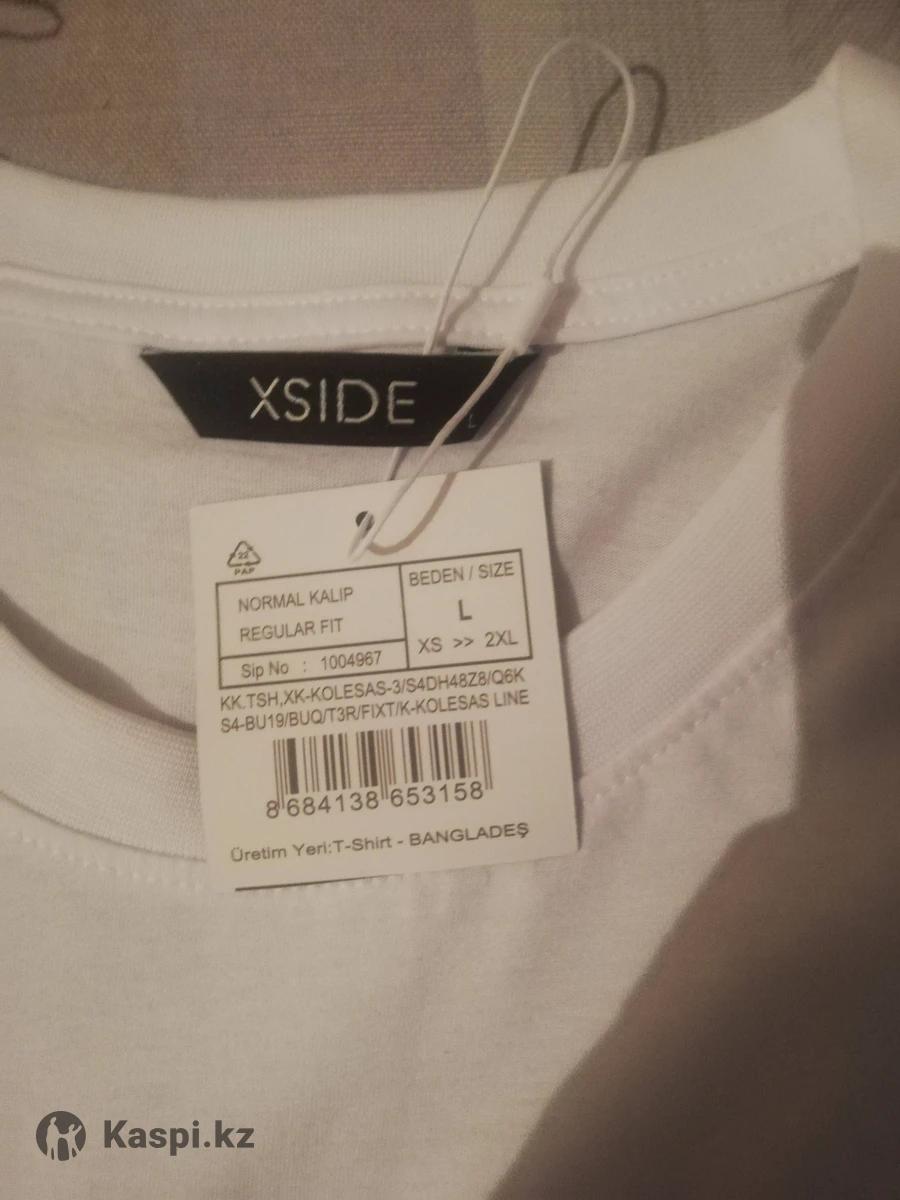 XSIDE
L
22
PAP
NORMAL KALIP
REGULAR FIT
BEDEN / SIZE
L
XS >> 2XL
Sip No : 1004967
KK.TSH,XK-KOLESAS-3/S4DH48Z8/Q6K
S4-BU19/BUQ/T3R/FIXT/K-KOLESAS LINE
8 684138 653158
Üretim Yeri:T-Shirt - BANGLADEŞ
Kaspi.kz